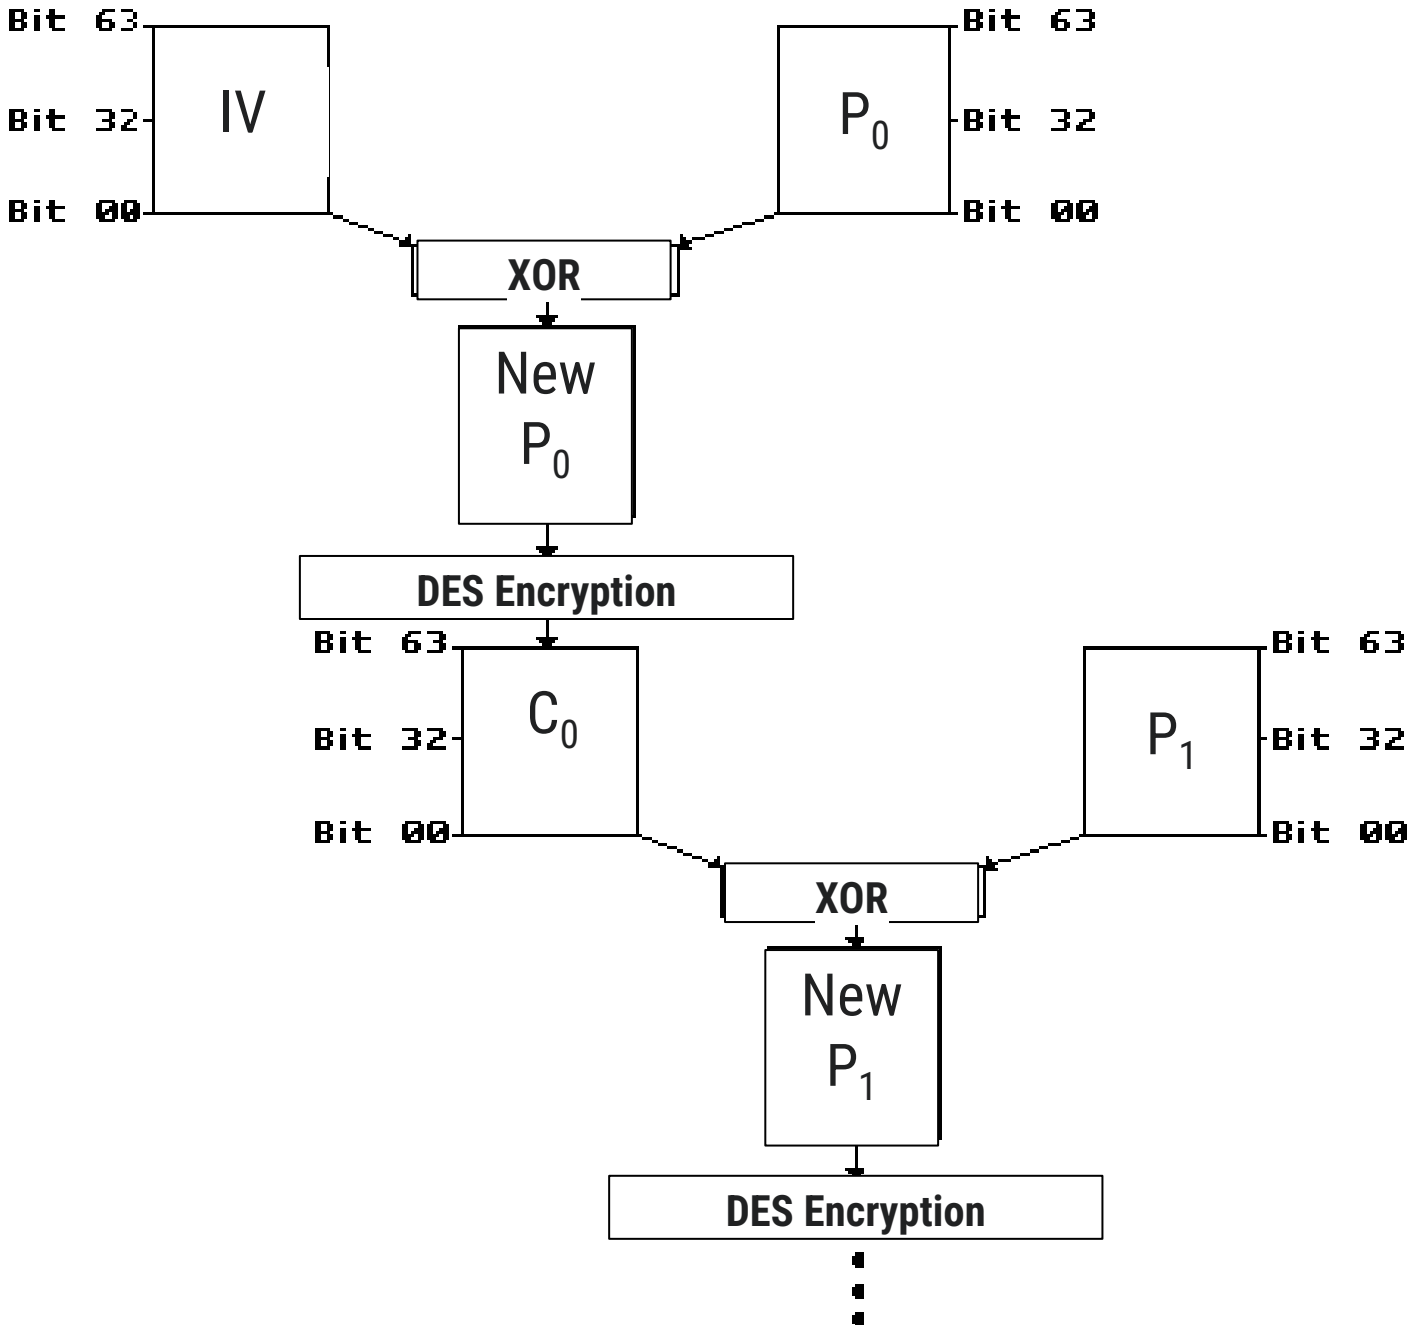 Bit 63
IV
Bit 32
Bit 00
Bit 63
P0
Bit 32
Bit 00
XOR
New
P0
DES Encryption
Bit 63
C0
Bit 32
Bit 00
Bit 63
P1
Bit 32
Bit 00
XOR
New
P1
DES Encryption